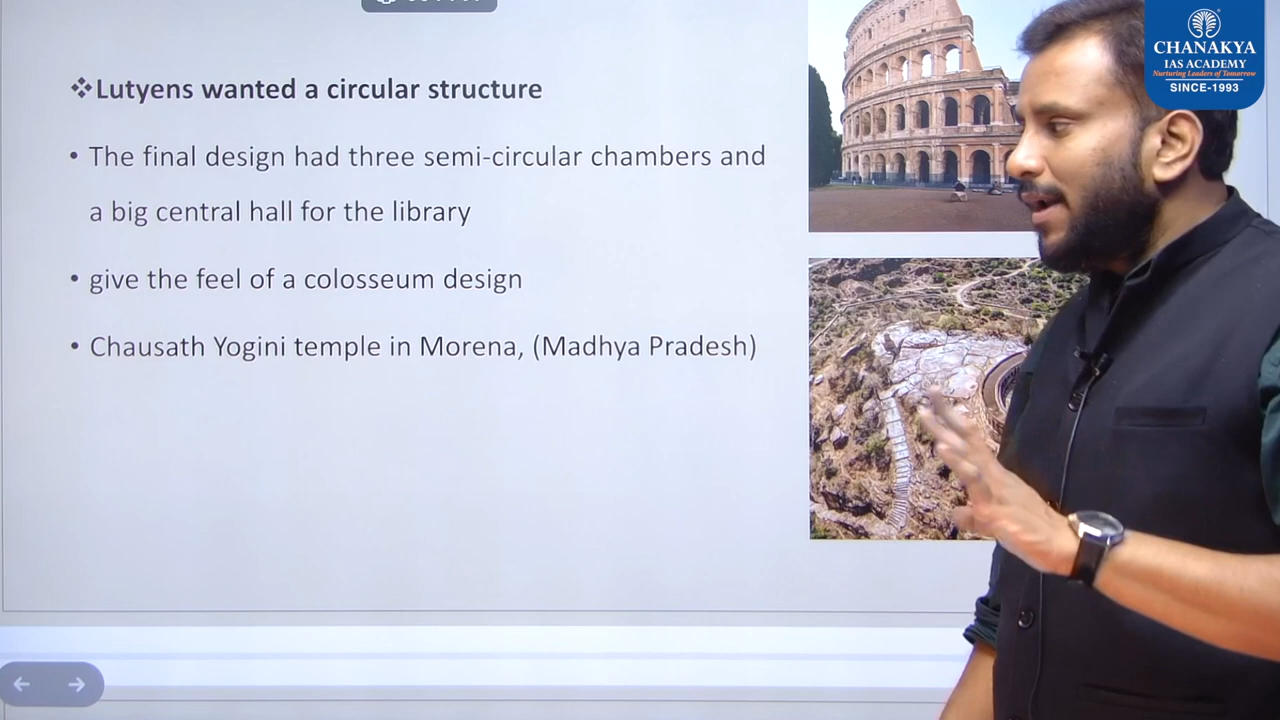 ❖Lutyens wanted a circular structure
• The final design had three semi-circular chambers and
a big central hall for the library
• give the feel of a colosseum design
• Chausath Yogini temple in Morena, (Madhya Pradesh)
CHANAKYA
IAS ACADEMY
Nurturing Leaders of Tomorrow
SINCE-1993